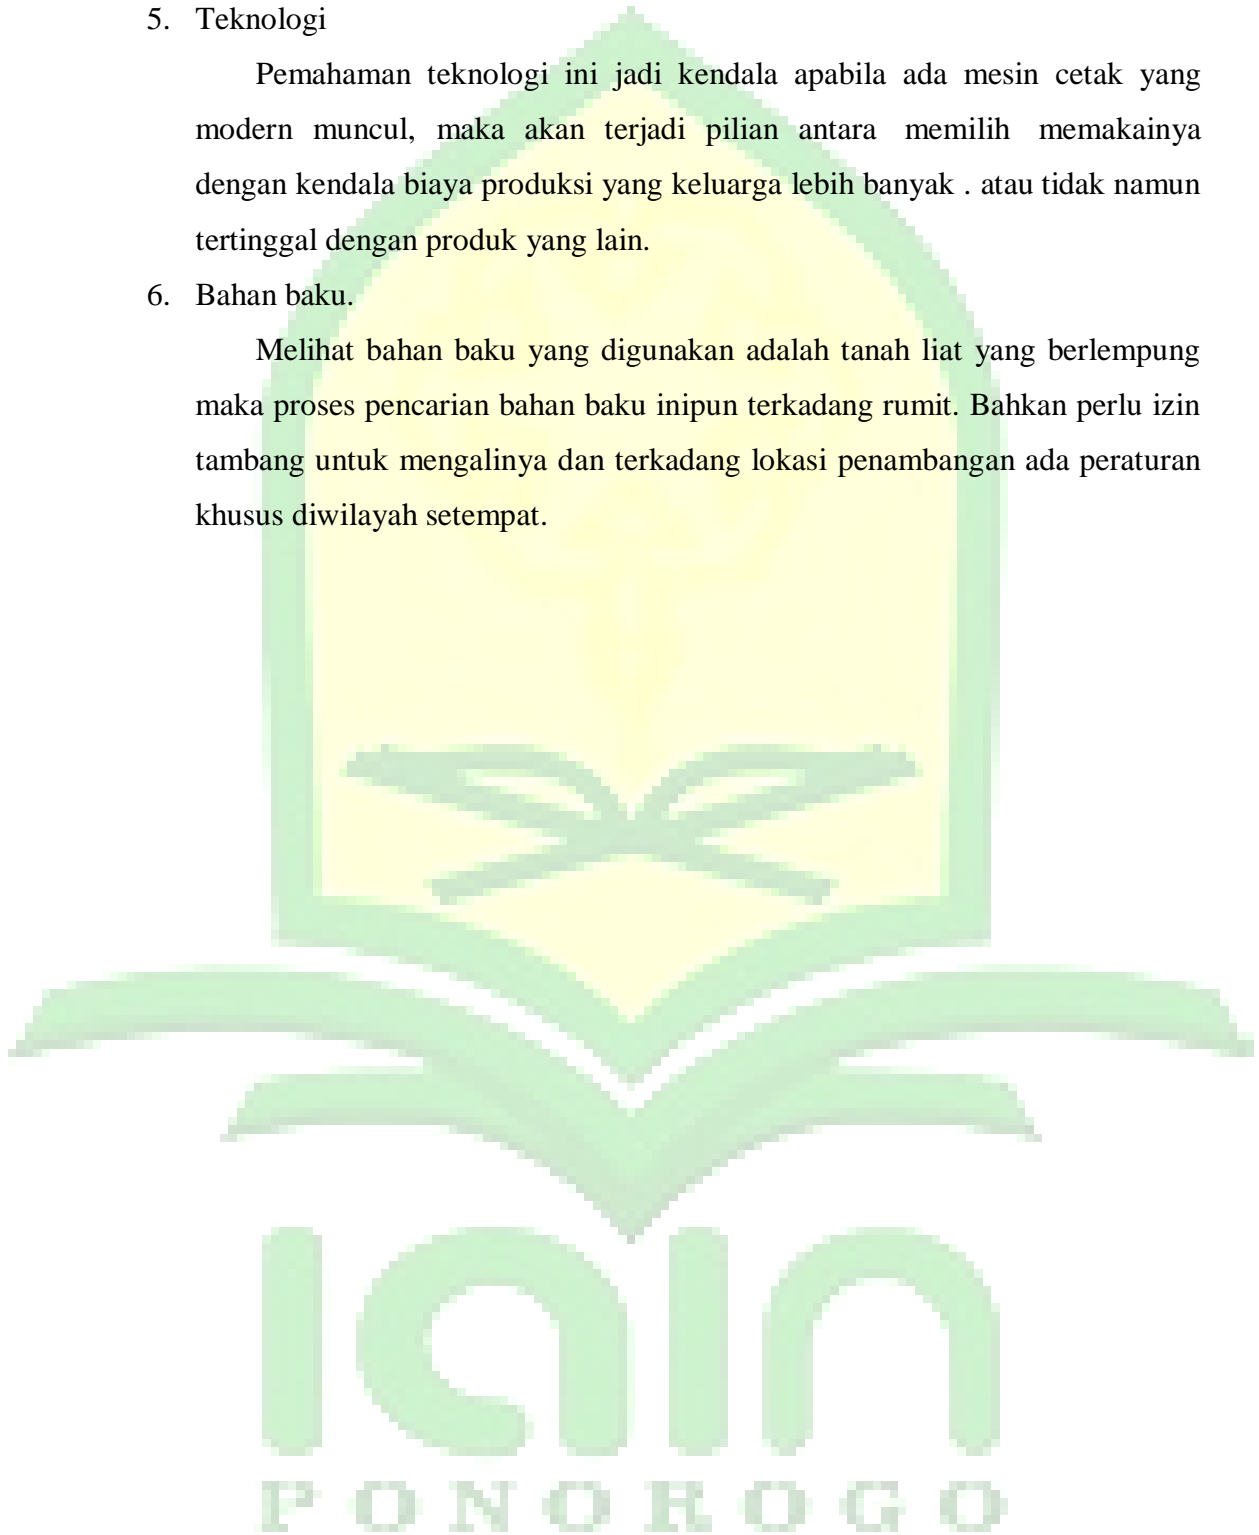 5. Teknologi
Pemahaman teknologi ini jadi kendala apabila ada mesin cetak yang
modern muncul, maka akan terjadi pilian antara memilih memakainya
dengan kendala biaya produksi yang keluarga lebih banyak . atau tidak namun
tertinggal dengan produk yang lain.
6. Bahan baku.
Melihat bahan baku yang digunakan adalah tanah liat yang berlempung
maka proses pencarian bahan baku inipun terkadang rumit. Bahkan perlu izin
tambang untuk mengalinya dan terkadang lokasi penambangan ada peraturan
khusus diwilayah setempat.
iain
PONOROGO